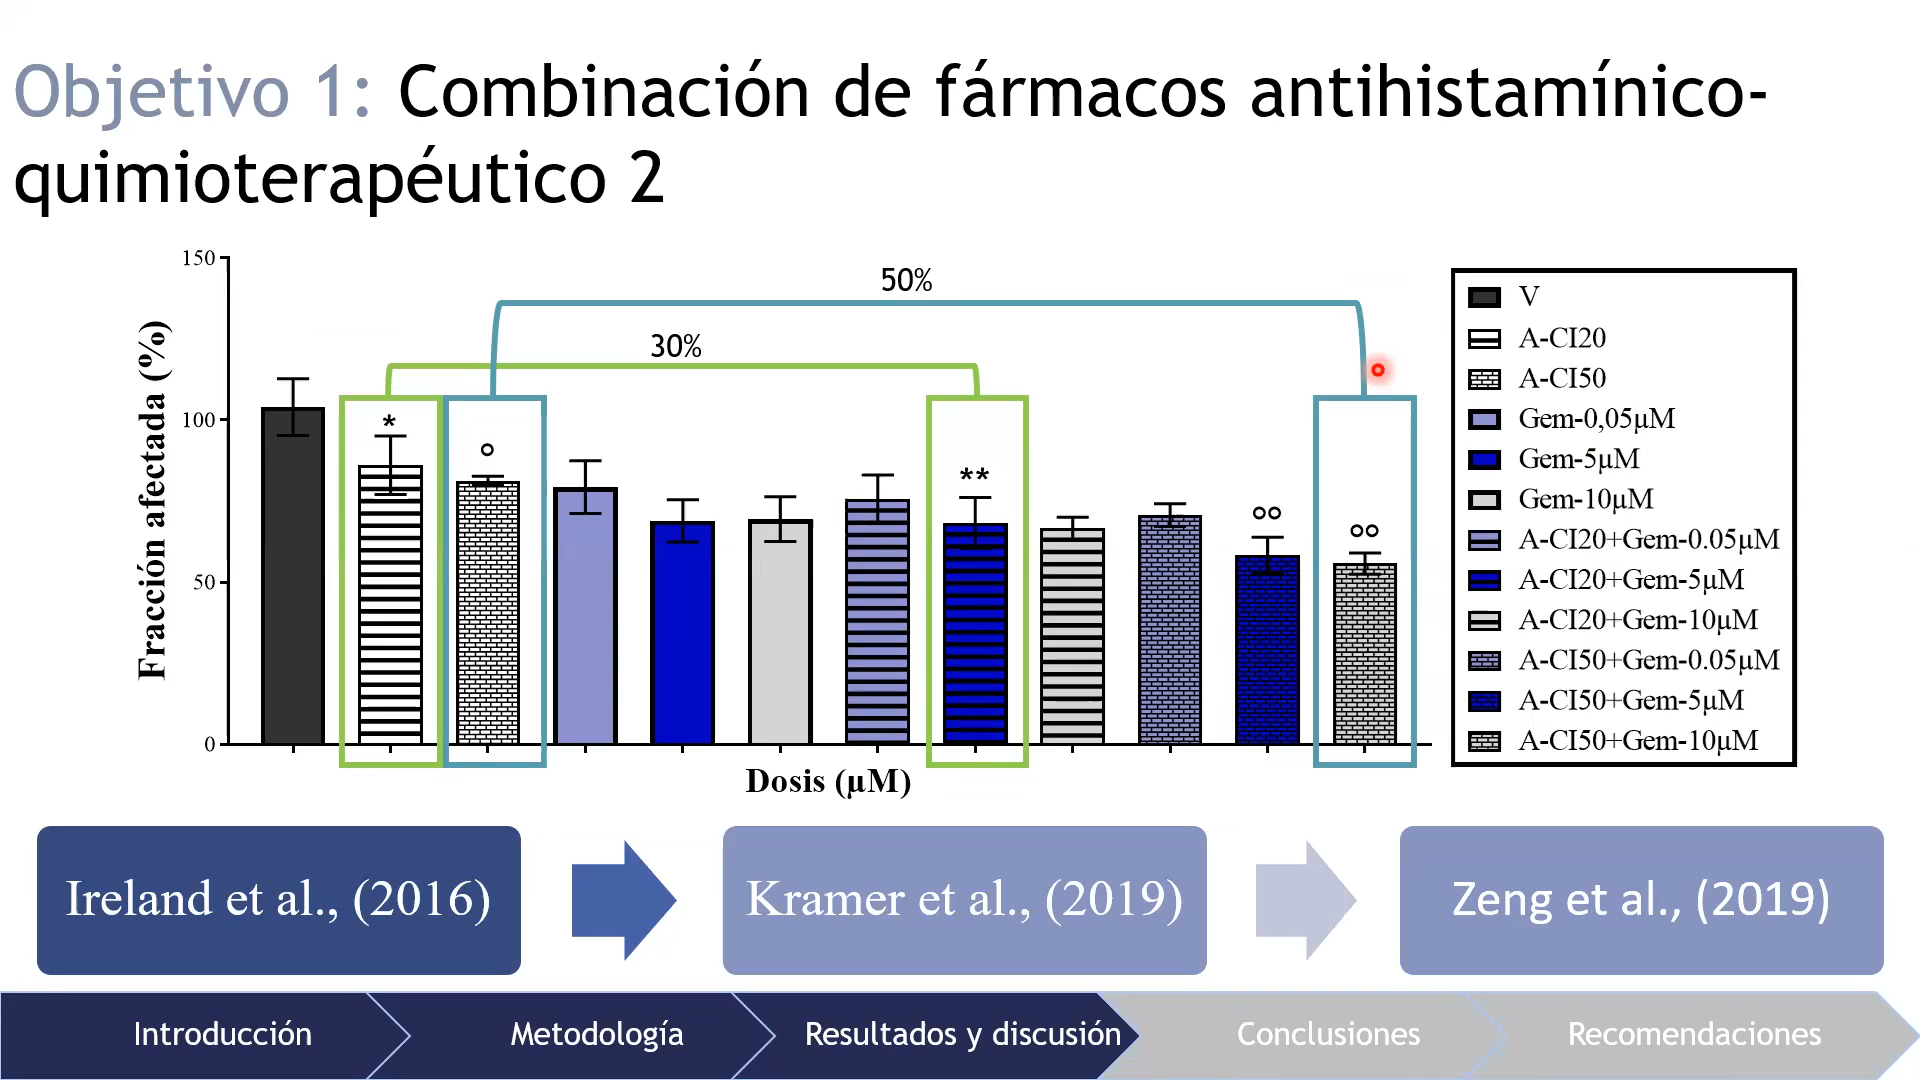 Objetivo 1: Combinación de fármacos antihistamínico-
quimioterapéutico 2
150
100
50
0
Fracción afectada (%)
50%
30%
*
°
**
°°
°°
Dosis (µM)
V
A-CI20
A-CI50
Gem-0,05µM
Gem-5µM
Gem-10µM
A-CI20+Gem-0.05µM
A-CI20+Gem-5µM
A-CI20+Gem-10µM
A-CI50+Gem-0.05µM
A-CI50+Gem-5µM
A-CI50+Gem-10µM
Ireland et al., (2016)
Kramer et al., (2019)
Zeng et al., (2019)
Introducción
Metodología
Resultados y discusión
Conclusiones
Recomendaciones